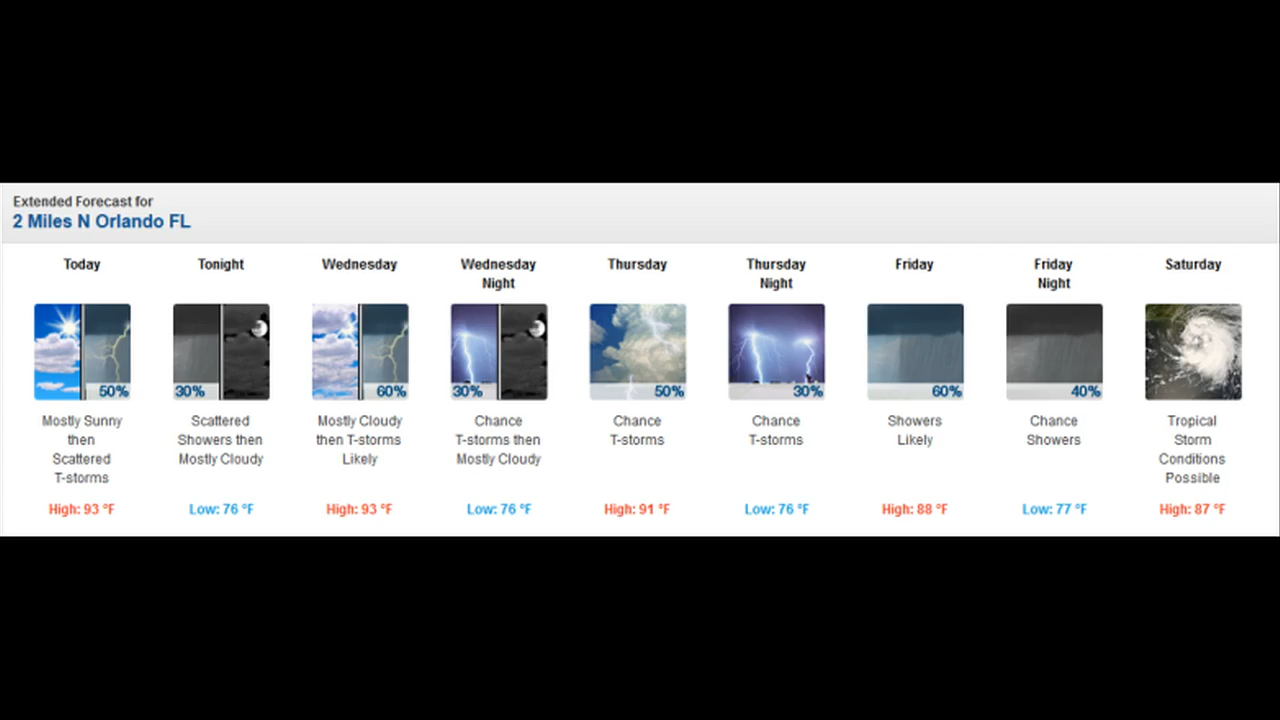 Extended Forecast for
2 Miles N Orlando FL
Today
Tonight
Wednesday
Wednesday
Night
Thursday
Thursday
Night
Friday
Friday
Night
Saturday
50%
30%
60%
30%
50%
30%
60%
40%
Mostly Sunny
then
Scattered
T-storms
Scattered
Showers then
Mostly Cloudy
Mostly Cloudy
then T-storms
Likely
Chance
T-storms then
Mostly Cloudy
Chance
T-storms
Chance
T-storms
Showers
Likely
Chance
Showers
Tropical
Storm
Conditions
Possible
High: 93 °F
Low: 76 °F
High: 93 °F
Low: 76 °F
High: 91 °F
Low: 76 °F
High: 88 °F
Low: 77 °F
High: 87 °F